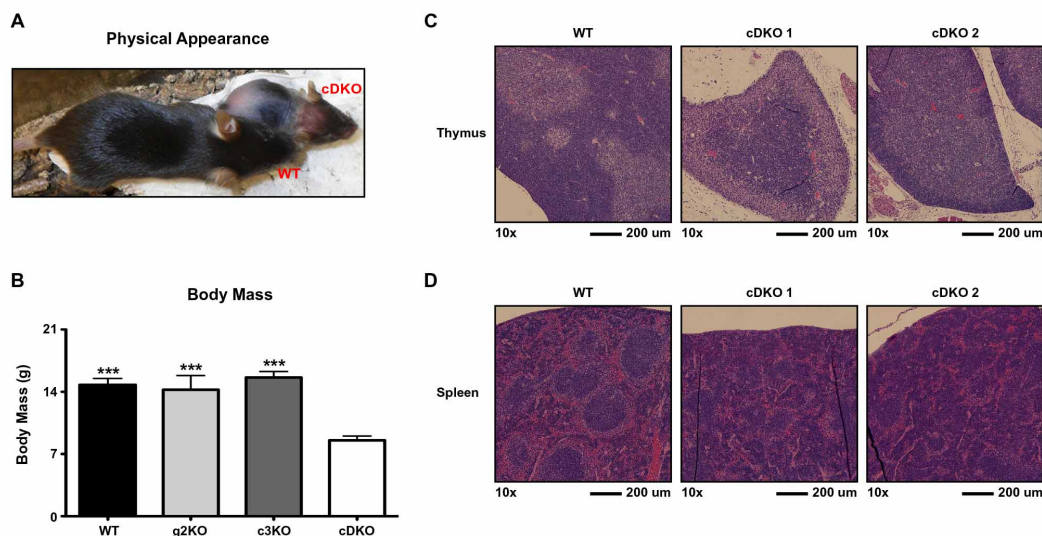 A
Physical Appearance
cDKO
WT
B
Body Mass
Body Mass (g)
21
14
7
0
***
***
***
WT
g2KO
c3KO
cDKO
C
WT
cDKO 1
cDKO 2
Thymus
10x
200 um
10x
200 um
10x
200 um
D
WT
cDKO 1
cDKO 2
Spleen
10x
200 um
10x
200 um
10x
200 um